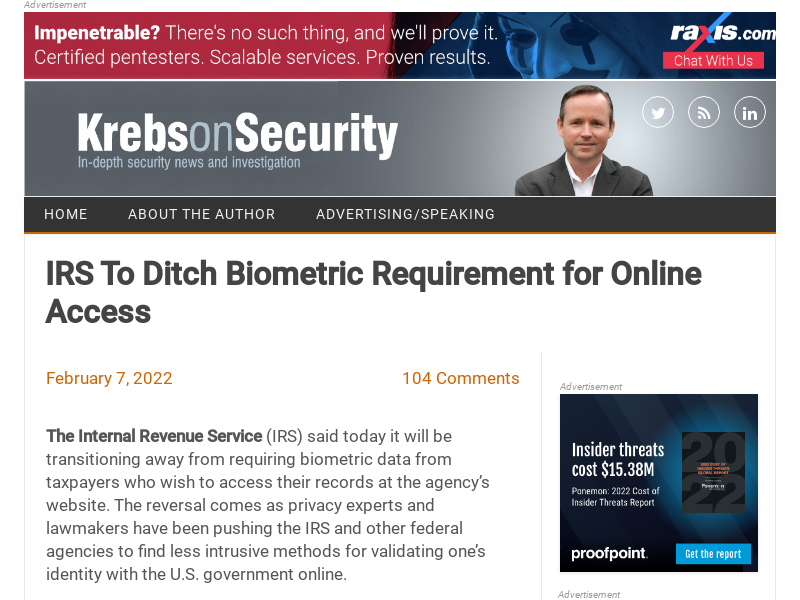 Advertisement
Impenetrable? There's no such thing, and we'll prove it.
Certified pentesters. Scalable services. Proven results.
raxis.com
Chat With Us
KrebsonSecurity
In-depth security news and investigation
HOME
ABOUT THE AUTHOR
ADVERTISING/SPEAKING
IRS To Ditch Biometric Requirement for Online
Access
February 7, 2022
104 Comments
The Internal Revenue Service (IRS) said today it will be
transitioning away from requiring biometric data from
taxpayers who wish to access their records at the agency’s
website. The reversal comes as privacy experts and
lawmakers have been pushing the IRS and other federal
agencies to find less intrusive methods for validating one’s
identity with the U.S. government online.
Advertisement
Insider threats
cost $15.38M
Ponemon: 2022 Cost of
Insider Threats Report
2022
proofpoint.
Get the report
Advertisement